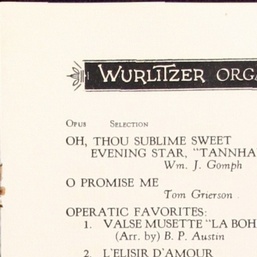 WURLITZER ORGA
OPUS SELECTION
OH, THOU SUBLIME SWEET
EVENING STAR, "TANNHA
Wm. J. Gomph
O PROMISE ME
Tom Grierson
OPERATIC FAVORITES:
1. VALSE MUSETTE "LA BOH
(Arr. by) B. P. Austin
2. L'ELISIR D'AMOUR